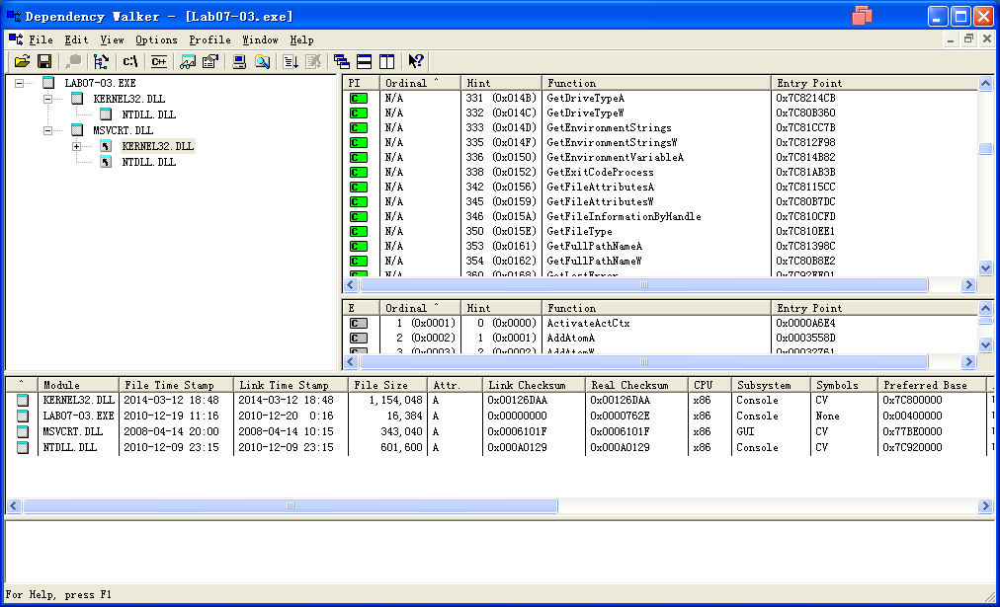 Dependency Walker - [Lab07-03.exe]
File Edit View Options Profile Window Help
C:\ C++
LAB07-03.EXE
KERNEL32.DLL
NTDLL.DLL
MSVCRT.DLL
KERNEL32.DLL
NTDLL.DLL
PI Ordinal ^ Hint Function Entry Point
C N/A 331 (0x014B) GetDriveTypeA 0x7C8214CB
C N/A 332 (0x014C) GetDriveTypeW 0x7C80B360
C N/A 333 (0x014D) GetEnvironmentStrings 0x7C81CC7B
C N/A 335 (0x014F) GetEnvironmentStringsW 0x7C812F98
C N/A 336 (0x0150) GetEnvironmentVariableA 0x7C814B82
C N/A 338 (0x0152) GetExitCodeProcess 0x7C81AB3B
C N/A 342 (0x0156) GetFileAttributesA 0x7C8115CC
C N/A 345 (0x0159) GetFileAttributesW 0x7C80B7DC
C N/A 346 (0x015A) GetFileInformationByHandle 0x7C810CFD
C N/A 350 (0x015E) GetFileType 0x7C810EE1
C N/A 353 (0x0161) GetFullPathNameA 0x7C81398C
C N/A 354 (0x0162) GetFullPathNameW 0x7C80B8E2
C N/A 360 (0x0168) GetLastError 0x7C92FE01
E Ordinal ^ Hint Function Entry Point
C 1 (0x0001) 0 (0x0000) ActivateActCtx 0x0000A6E4
C 2 (0x0002) 1 (0x0001) AddAtomA 0x0003558D
C 3 (0x0003) 2 (0x0002) AddAtomW 0x00032761
^ Module File Time Stamp Link Time Stamp File Size Attr. Link Checksum Real Checksum CPU Subsystem Symbols Preferred Base
KERNEL32.DLL 2014-03-12 18:48 2014-03-12 18:48 1,154,048 A 0x00126DAA 0x00126DAA x86 Console CV 0x7C800000
LAB07-03.EXE 2010-12-19 11:16 2010-12-20 0:16 16,384 A 0x00000000 0x0000762E x86 Console None 0x00400000
MSVCRT.DLL 2008-04-14 20:00 2008-04-14 10:15 343,040 A 0x0006101F 0x0006101F x86 GUI CV 0x77BE0000
NTDLL.DLL 2010-12-09 23:15 2010-12-09 23:15 601,600 A 0x000A0129 0x000A0129 x86 Console CV 0x7C920000
For Help, press F1